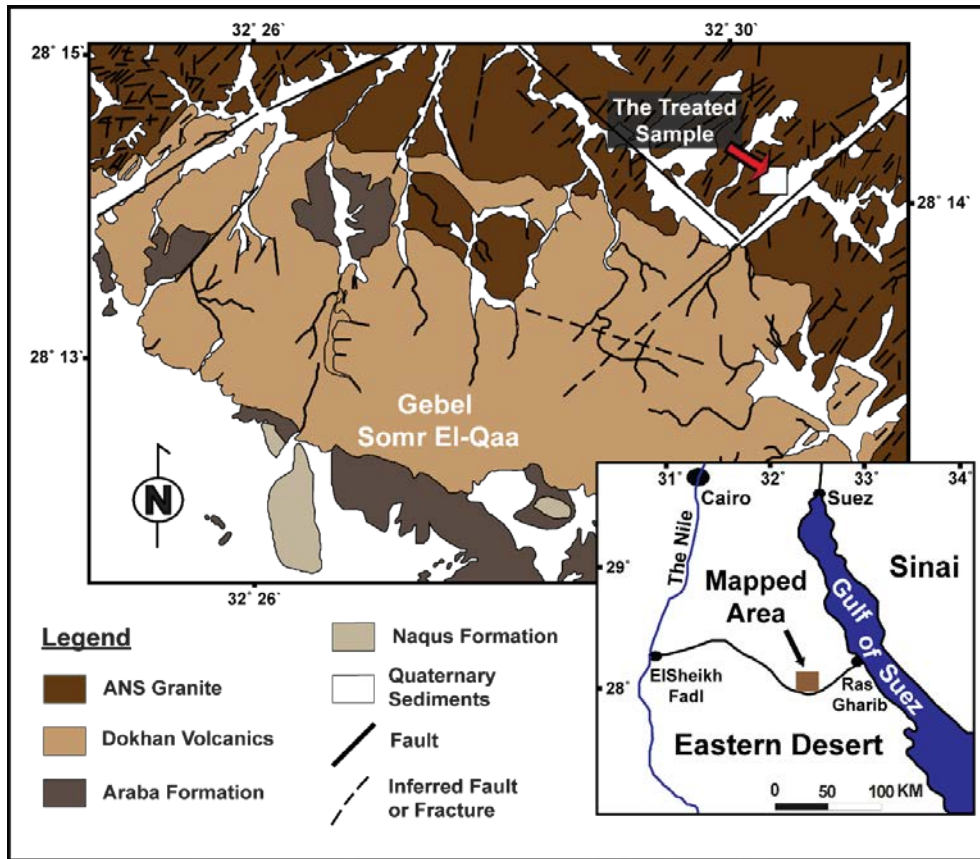 32 26`
32 30`
28 15`
The Treated
Sample
28 14`
28 13`
Gebel
Somr El-Qaa
N
32 26`
31°
32°
33°
34°
Cairo
Suez
The Nile
Sinai
29°
Mapped
Area
Gulf of Suez
ElSheikh
Fadl
Ras
Gharib
28°
Eastern Desert
0 50 100 KM
Legend
ANS Granite
Dokhan Volcanics
Araba Formation
Naqus Formation
Quaternary
Sediments
Fault
Inferred Fault
or Fracture